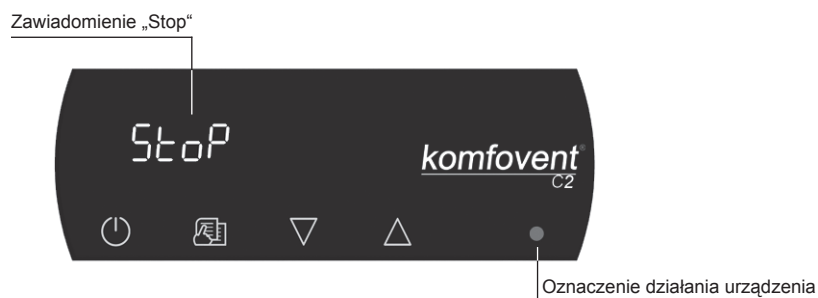 Zawiadomienie „Stop“
StoP
komfovent®
C2
Oznaczenie działania urządzenia